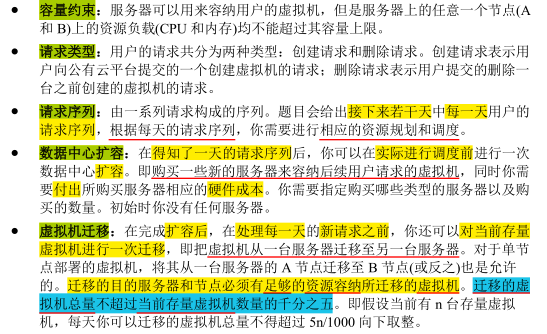 ● 容量约束：服务器可以用来容纳用户的虚拟机，但是服务器上的任意一个节点(A
和 B)上的资源负载(CPU 和内存)均不能超过其容量上限。
● 请求类型：用户的请求共分为两种类型：创建请求和删除请求。创建请求表示用
户向公有云平台提交的一个创建虚拟机的请求；删除请求表示用户提交的删除一
台之前创建的虚拟机的请求。
● 请求序列：由一系列请求构成的序列。题目会给出接下来若干天中每一天用户的
请求序列，根据每天的请求序列，你需要进行相应的资源规划和调度。
● 数据中心扩容：在得知了一天的请求序列后，你可以在实际进行调度前进行一次
数据中心扩容。即购买一些新的服务器来容纳后续用户请求的虚拟机，同时你需
要付出所购买服务器相应的硬件成本。你需要指定购买哪些类型的服务器以及购
买的数量。初始时你没有任何服务器。
● 虚拟机迁移：在完成扩容后，在处理每一天的新请求之前，你还可以对当前存量
虚拟机进行一次迁移，即把虚拟机从一台服务器迁移至另一台服务器。对于单节
点部署的虚拟机，将其从一台服务器的 A 节点迁移至 B 节点(或反之)也是允许
的。迁移的目的服务器和节点必须有足够的资源容纳所迁移的虚拟机。迁移的虚
拟机总量不超过当前存量虚拟机数量的千分之五。即假设当前有 n 台存量虚拟
机，每天你可以迁移的虚拟机总量不得超过 5n/1000 向下取整。